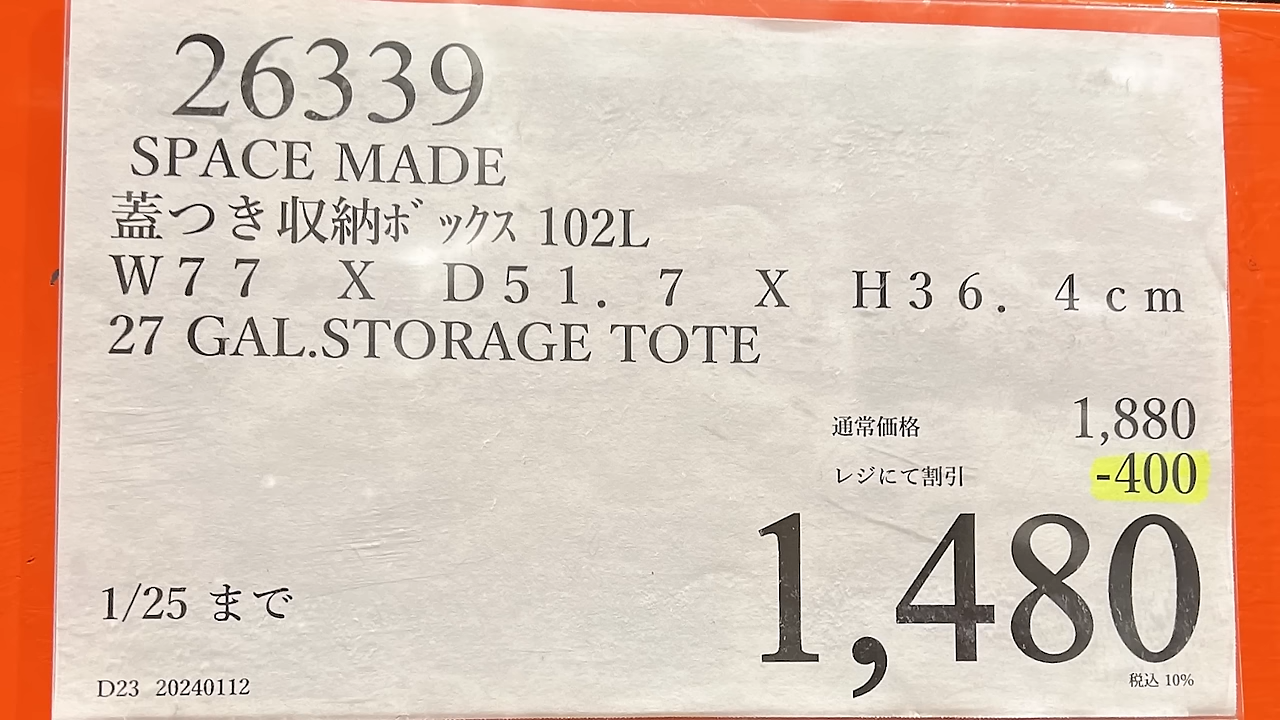 26339
SPACE MADE
蓋つき収納ﾎﾞｯｸｽ 102L
Ｗ７７　Ｘ　Ｄ５１．７　Ｘ　Ｈ３６．４ｃｍ
27 GAL.STORAGE TOTE
通常価格 1,880
レジにて割引 -400
1,480
1/25 まで
税込 10%
D23 20240112